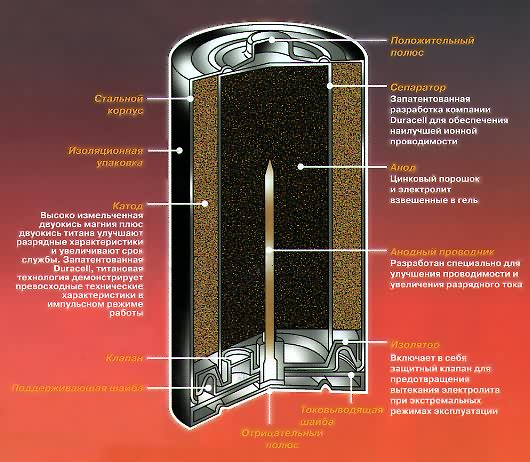 Положительный
полюс
Стальной
корпус
Сепаратор
Запатентованная
разработка компании
Duracell для обеспечения
наилучшей ионной
проводимости
Изоляционная
упаковка
Анод
Цинковый порошок
и электролит
взвешенные в гель
Катод
Высоко измельченная
двуокись магния плюс
двуокись титана улучшают
разрядные характеристики
и увеличивают срок
службы. Запатентованная
Duracell, титановая
технология демонстрирует
превосходные технические
характеристики в
импульсном режиме
работы
Анодный проводник
Разработан специально для
улучшения проводимости и
увеличения разрядного тока
Клапан
Поддерживающая шайба
Изолятор
Включает в себя
защитный клапан для
предотвращения
вытекания электролита
при экстремальных
режимах эксплуатации
Токовыводящая
шайба
Отрицательный
полюс